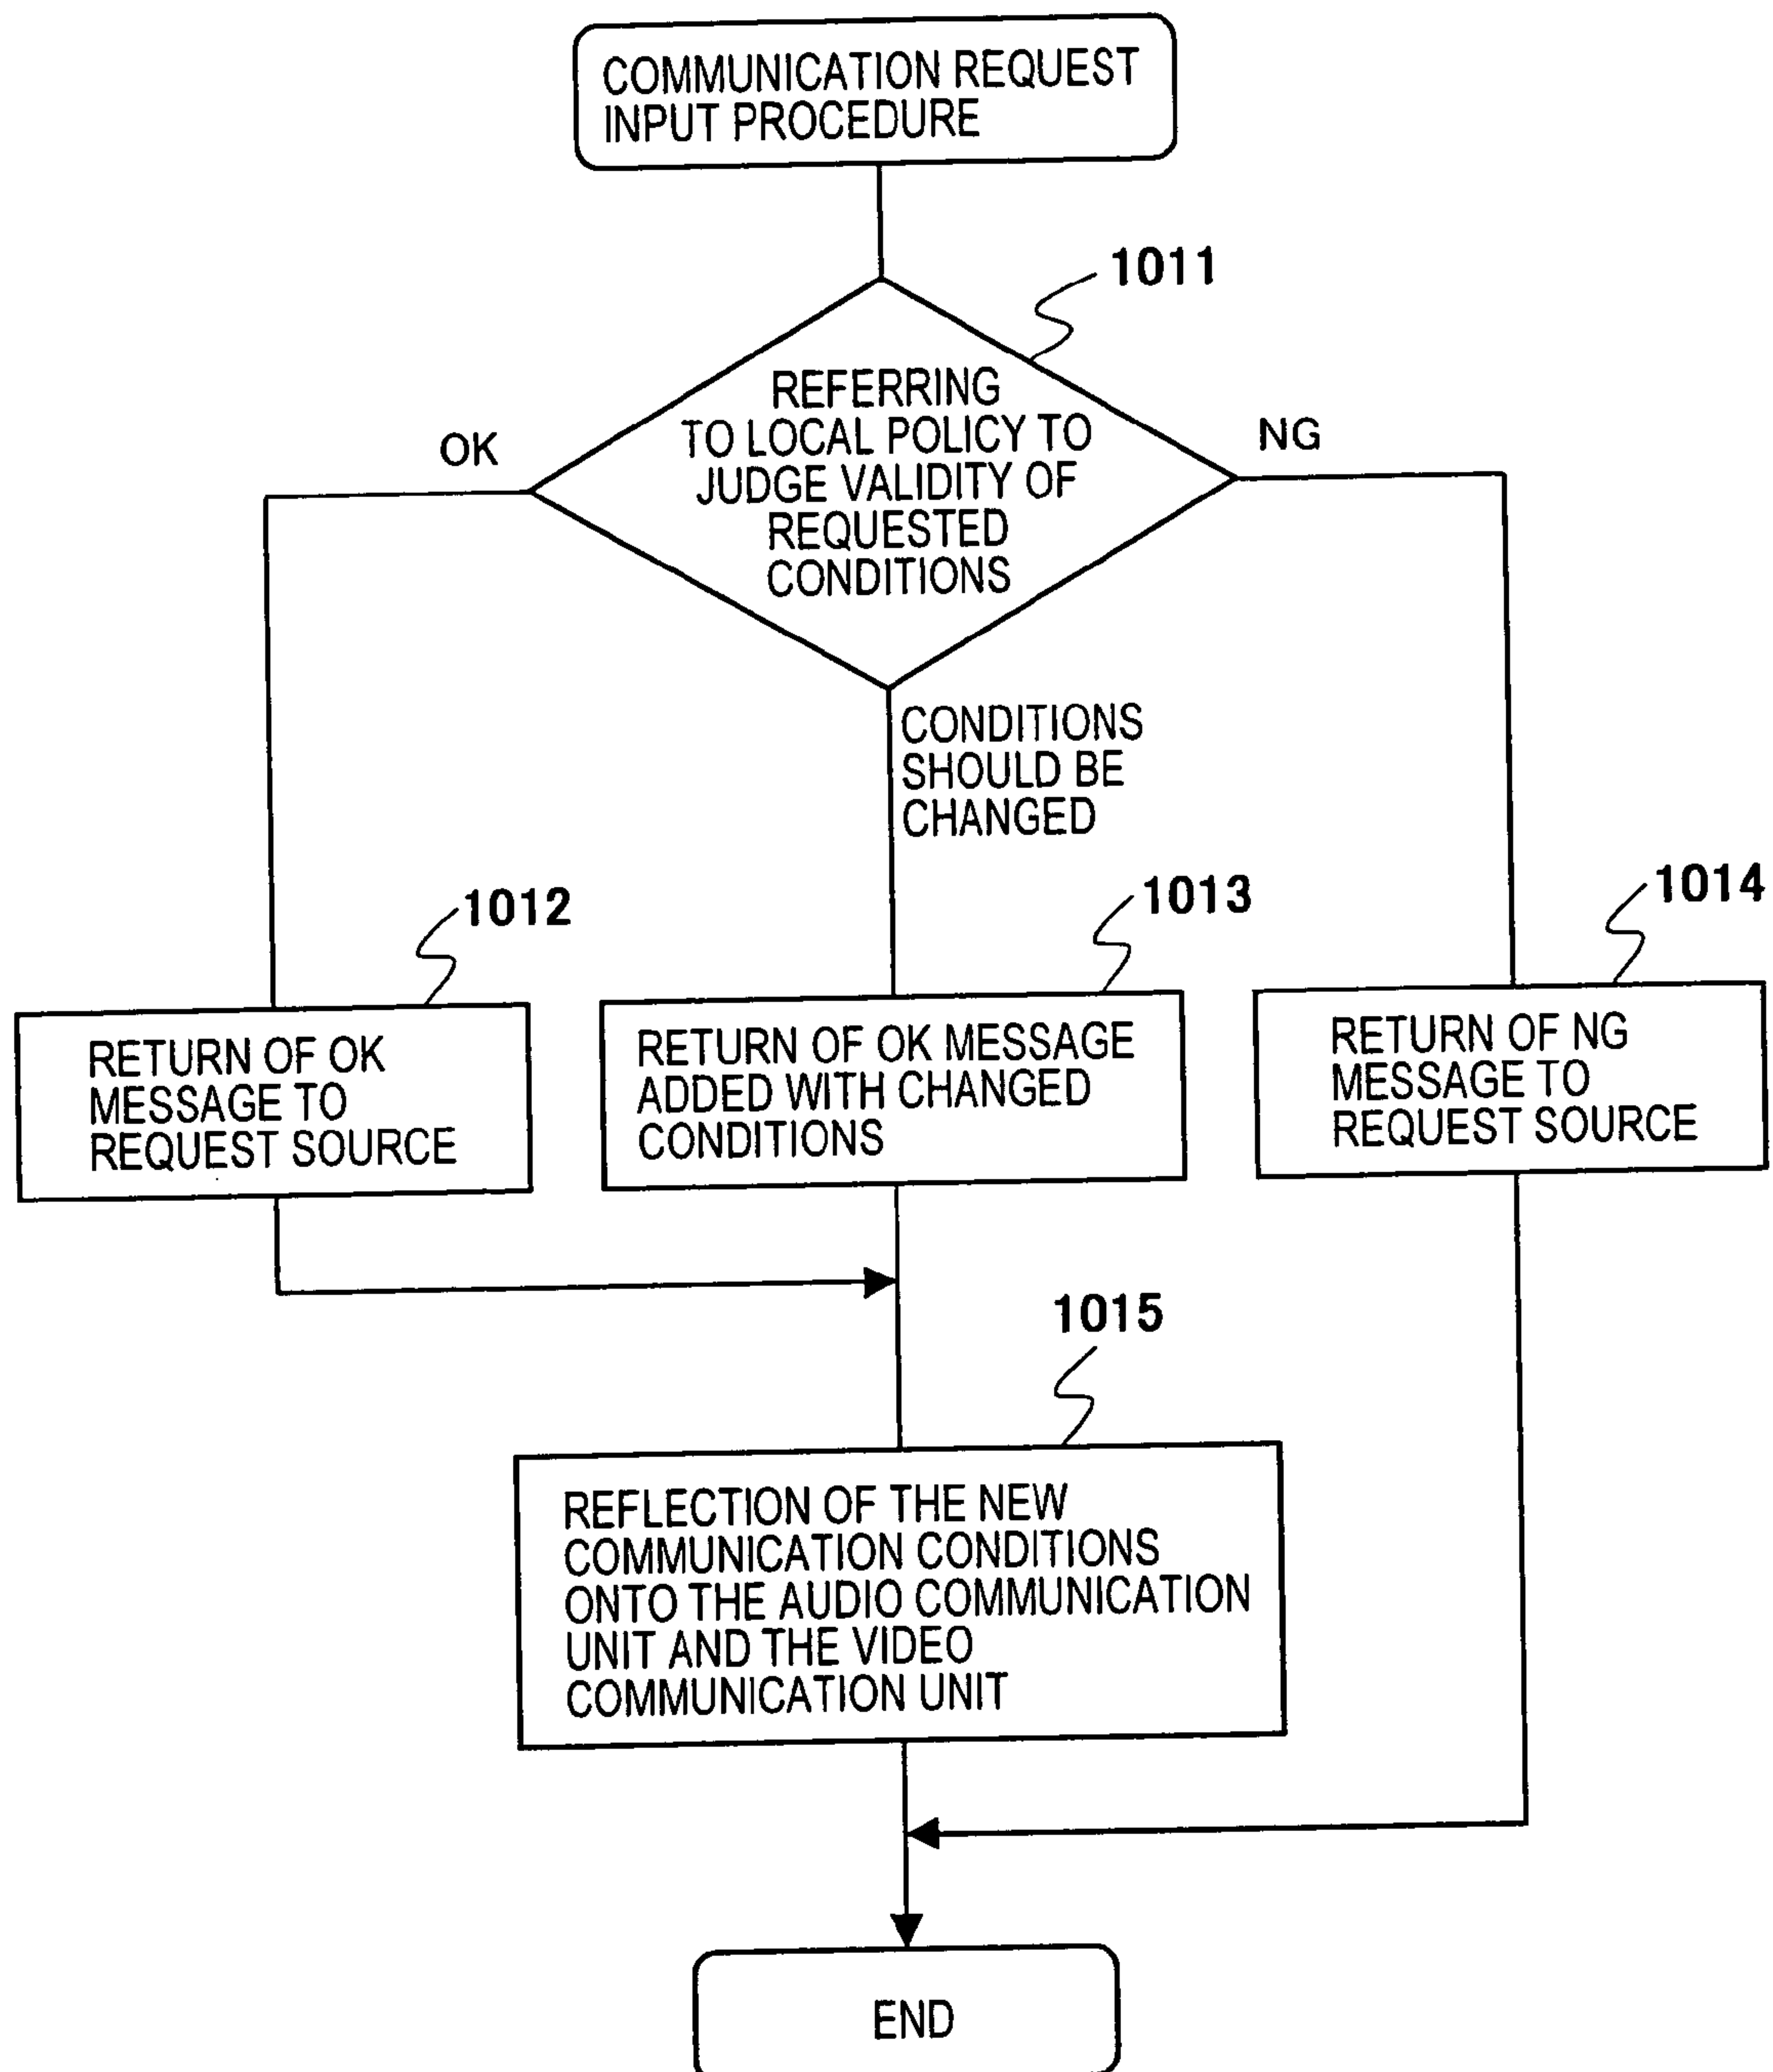 COMMUNICATION REQUEST
INPUT PROCEDURE
1011
REFERRING
TO LOCAL POLICY TO
JUDGE VALIDITY OF
REQUESTED
CONDITIONS
OK
NG
CONDITIONS
SHOULD BE
CHANGED
1012
RETURN OF OK
MESSAGE TO
REQUEST SOURCE
1013
RETURN OF OK MESSAGE
ADDED WITH CHANGED
CONDITIONS
1014
RETURN OF NG
MESSAGE TO
REQUEST SOURCE
1015
REFLECTION OF THE NEW
COMMUNICATION CONDITIONS
ONTO THE AUDIO COMMUNICATION
UNIT AND THE VIDEO
COMMUNICATION UNIT
END